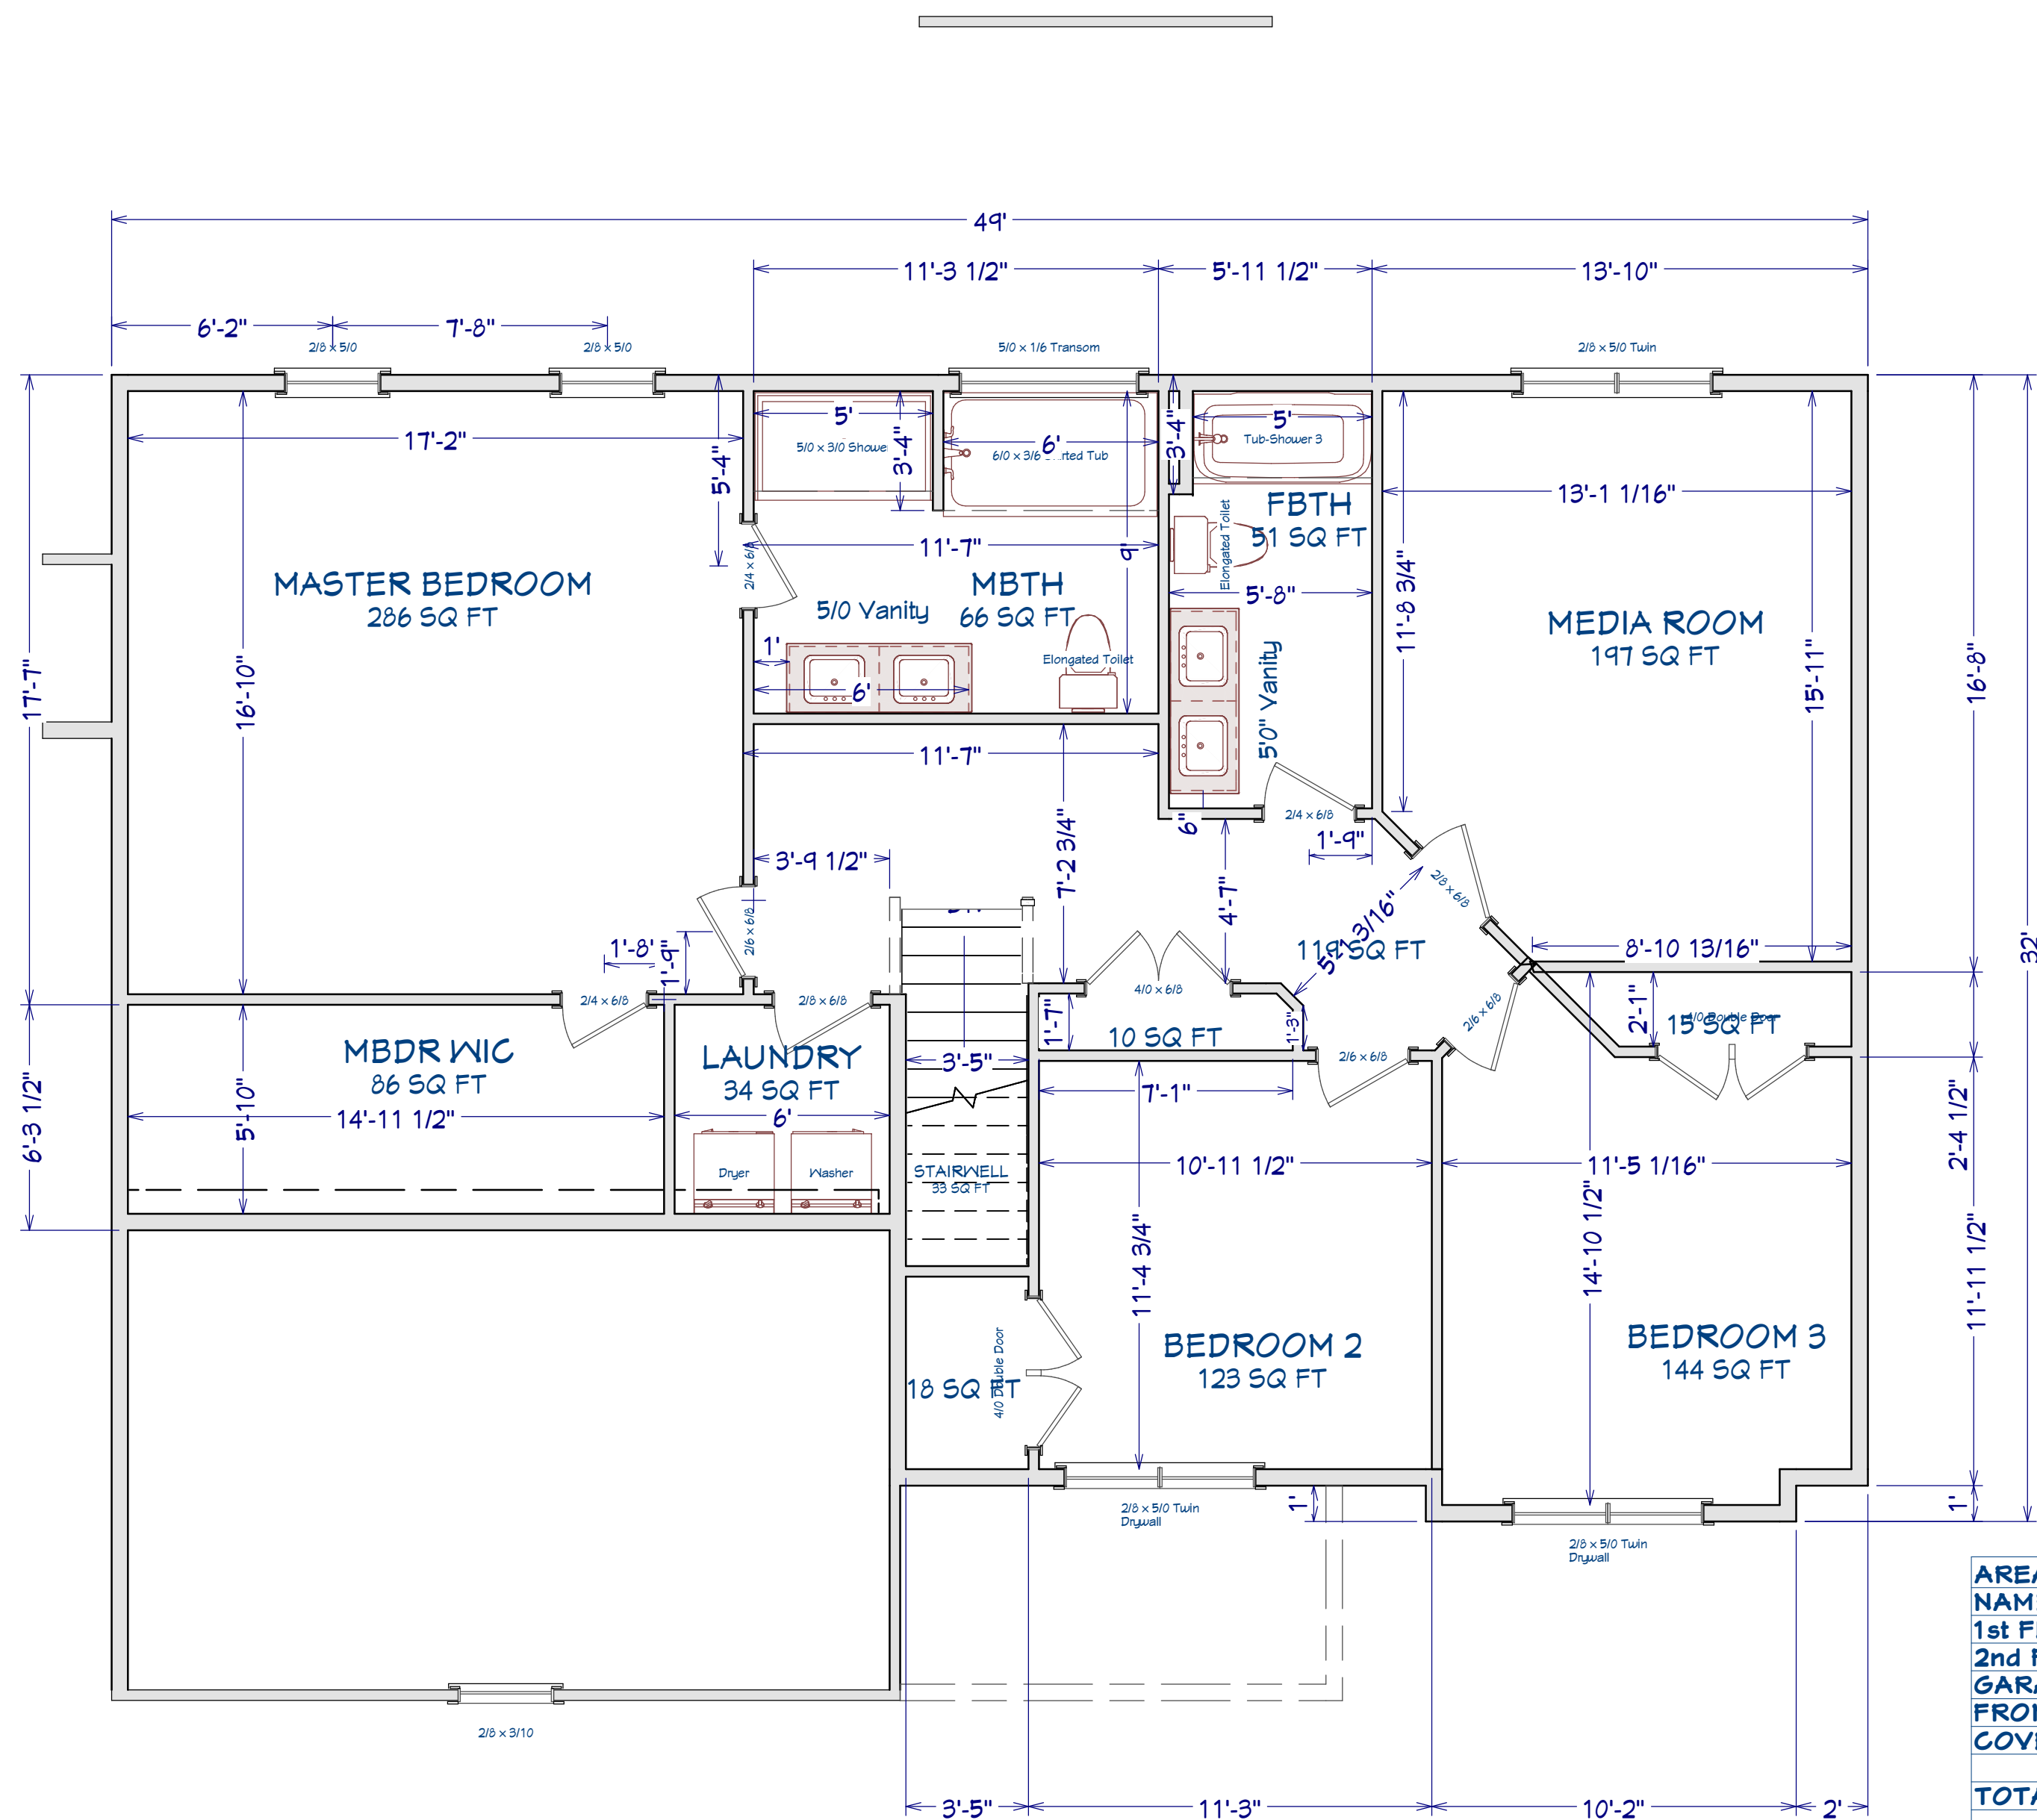 49'
11'-3 1/2"
5'-11 1/2"
13'-10"
6'-2"
7'-8"
2/8 x 5/0
2/8 x 5/0
5/0 x 1/6 Transom
2/8 x 5/0 Twin
17'-2"
5'-4"
5'
5/0 x 3/0
3'-4"
6'
6/0 x 3/6
Tub
3'-4"
5'
Tub-Shower 3
13'-1 1/16"
FBTH
51 SQ FT
Elongated Toilet
2/4 x 6/8
11'-7"
9'
MASTER BEDROOM
286 SQ FT
5/0 Vanity
MBTH
66 SQ FT
5'-8"
11'-8 3/4"
MEDIA ROOM
197 SQ FT
17'-7"
16'-10"
1'
Elongated Toilet
6'
5'0" Vanity
15'-11"
16'-8"
11'-7"
6"
2/4 x 6/8
1'-9"
3'-9 1/2"
7'-2 3/4"
4'-7"
2/8 x 6/8
2/6 x 6/8
1'-8"
1'-9"
SQ FT
8'-10 13/16"
32'
2/4 x 6/8
2/8 x 6/8
4/0 x 6/8
2/6 x 6/8
1'-7"
10 SQ FT
1'-3"
2'-1"
15 SQ FT
MBDR WIC
86 SQ FT
LAUNDRY
34 SQ FT
3'-5"
2/6 x 6/8
7'-1"
6'-3 1/2"
5'-10"
14'-11 1/2"
6'
2'-4 1/2"
Dryer
Washer
STAIRWELL
33 SQ FT
10'-11 1/2"
11'-5 1/16"
11'-4 3/4"
14'-10 1/2"
11'-11 1/2"
BEDROOM 2
123 SQ FT
BEDROOM 3
144 SQ FT
18 SQ FT
4/0 Double Door
2/8 x 5/0 Twin
Drywall
1'
1'
2/8 x 5/0 Twin
Drywall
2/8 x 3/10
AREA
1st
2nd
3'-5"
11'-3"
10'-2"
2'